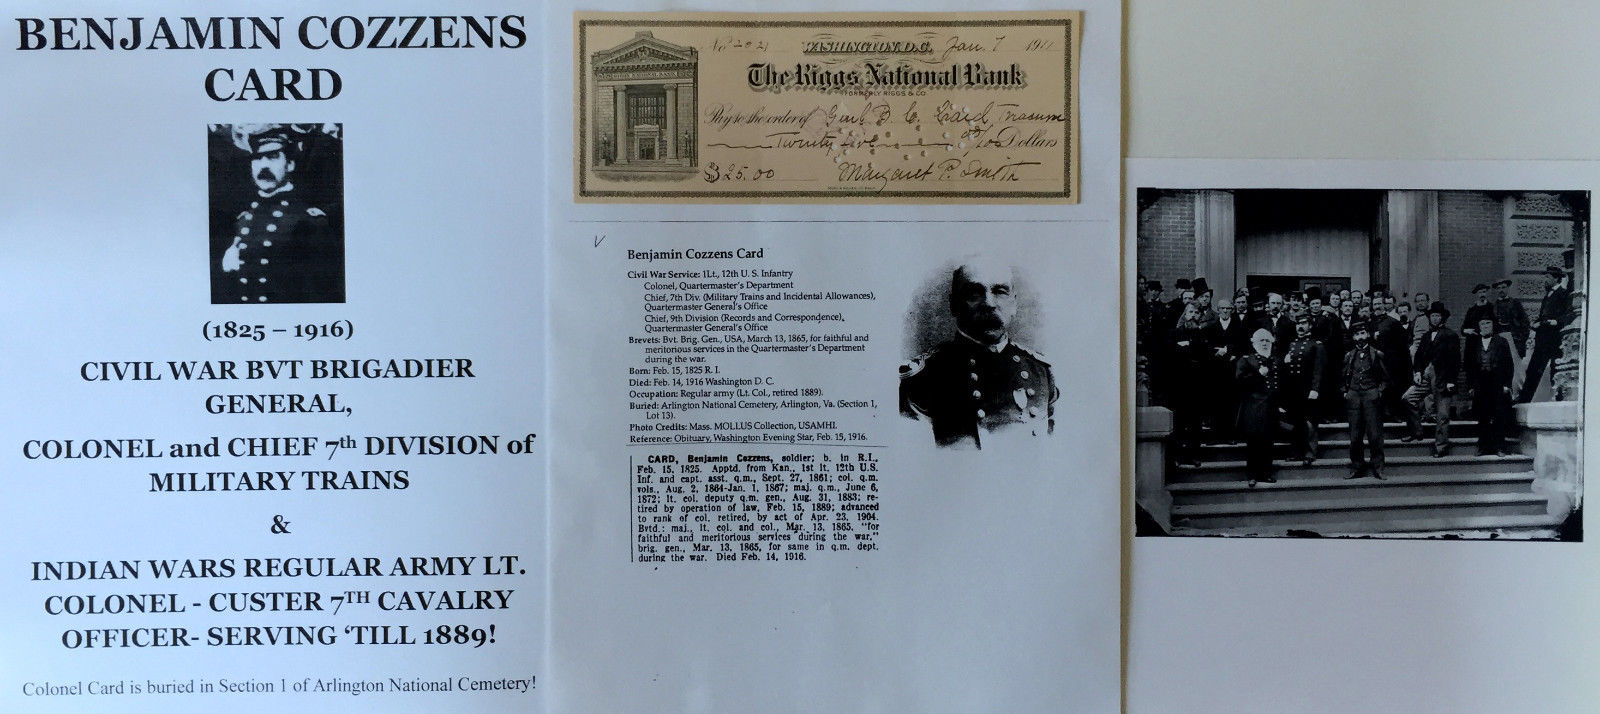 BENJAMIN COZZENS
CARD
(1825 – 1916)
CIVIL WAR BVT BRIGADIER
GENERAL,
COLONEL and CHIEF 7th DIVISION of
MILITARY TRAINS
&
INDIAN WARS REGULAR ARMY LT.
COLONEL - CUSTER 7TH CAVALRY
OFFICER- SERVING ‘TILL 1889!
Colonel Card is buried in Section 1 of Arlington National Cemetery!
No 2021 WASHINGTON, D.C. Jan. 7 1911
The Riggs National Bank
FORMERLY RIGGS & CO.
Pay to the order of Genl B. C. Card, Treasurer
Twenty five 00/100 Dollars
$25.00 Margaret P. Smith
Benjamin Cozzens Card
Civil War Service: 1Lt., 12th U. S. Infantry
Colonel, Quartermaster's Department
Chief, 7th Div. (Military Trains and Incidental Allowances),
Quartermaster General's Office
Chief, 9th Division (Records and Correspondence),
Quartermaster General's Office
Brevets: Bvt. Brig. Gen., USA, March 13, 1865, for faithful and
meritorious services in the Quartermaster's Department
during the war.
Born: Feb. 15, 1825 R. I.
Died: Feb. 14, 1916 Washington D. C.
Occupation: Regular army (Lt. Col., retired 1889).
Buried: Arlington National Cemetery, Arlington, Va. (Section 1,
Lot 13).
Photo Credits: Mass. MOLLUS Collection, USAMHI.
Reference: Obituary, Washington Evening Star, Feb. 15, 1916.
CARD, Benjamin Cozzens, soldier; b. in R.I.,
Feb. 15, 1825. Apptd. from Kan., 1st lt. 12th U.S.
Inf. and capt. asst. q.m., Sept. 27, 1861; col. q.m.
vols., Aug. 2, 1864-Jan. 1, 1867; maj. q.m., June 6,
1872; lt. col. deputy q.m. gen., Aug. 31, 1883; re-
tired by operation of law, Feb. 15, 1889; advanced
to rank of col. retired, by act of Apr. 23, 1904.
Bvtd.: maj., lt. col. and col., Mar. 13, 1865, "for
faithful and meritorious services during the war,"
brig. gen., Mar. 13, 1865, for same in q.m. dept.
during the war. Died Feb. 14, 1916.